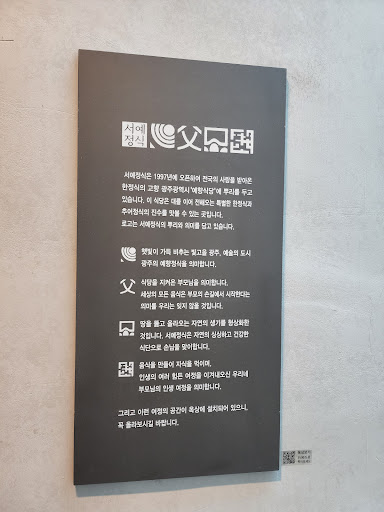 서예
정식
父
서예정식은 1997년에 오픈하여 전국의 사랑을 받아온
한정식의 고향 광주광역시 "예향식당"에 뿌리를 두고
있습니다. 이 식당은 대를 이어 전해오는 특별한 한정식과
추어정식의 진수를 맛볼 수 있는 곳입니다.
로고는 서예정식의 뿌리와 의미를 담고 있습니다.
햇빛이 가득 비추는 빛고을 광주, 예술의 도시
광주의 예향정식을 의미합니다.
父
식당을 지켜온 부모님을 의미합니다.
세상의 모든 음식은 부모의 손길에서 시작한다는
의미를 우리는 잊지 않을 것입니다.
땅을 뚫고 올라오는 자연의 생기를 형상화한
것입니다. 서예정식은 자연의 싱싱하고 건강한
식단으로 손님을 맞이합니다.
음식을 만들어 자식을 먹이며,
인생의 여러 힘든 여정을 이겨내오신 우리네
부모님의 인생 여정을 의미합니다.
그리고 이런 여정의 공간이 옥상에 설치되어 있으니,
꼭 올라보시길 바랍니다.